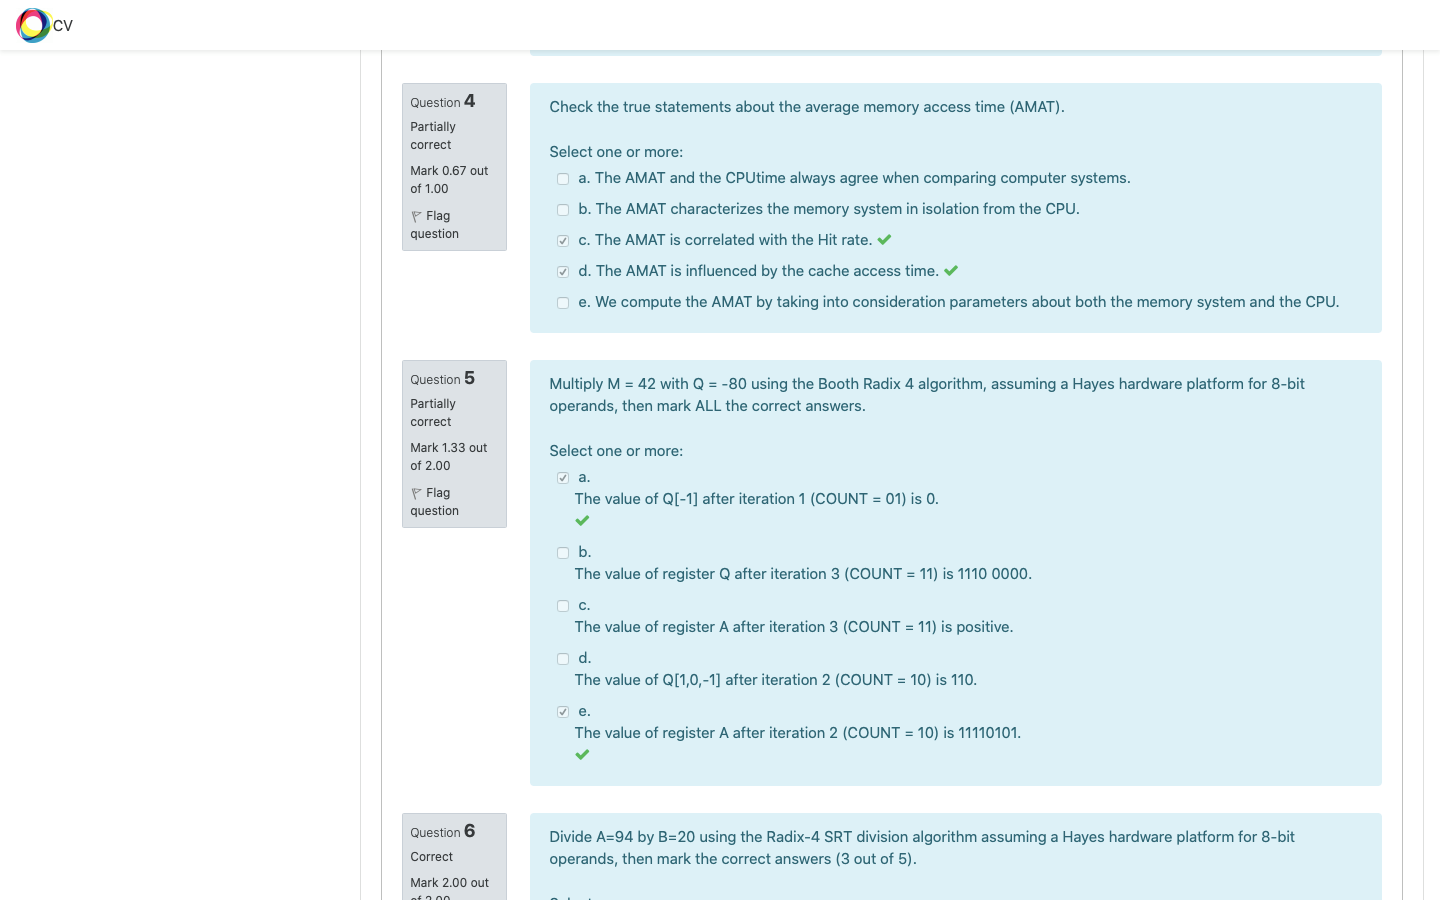 CV
Question 4
Partially
correct
Mark 0.67 out
of 1.00
Flag
question
Check the true statements about the average memory access time (AMAT).
Select one or more:
a. The AMAT and the CPUtime always agree when comparing computer systems.
b. The AMAT characterizes the memory system in isolation from the CPU.
c. The AMAT is correlated with the Hit rate.
d. The AMAT is influenced by the cache access time.
e. We compute the AMAT by taking into consideration parameters about both the memory system and the CPU.
Question 5
Partially
correct
Mark 1.33 out
of 2.00
Flag
question
Multiply M = 42 with Q = -80 using the Booth Radix 4 algorithm, assuming a Hayes hardware platform for 8-bit
operands, then mark ALL the correct answers.
Select one or more:
a.
The value of Q[-1] after iteration 1 (COUNT = 01) is 0.
b.
The value of register Q after iteration 3 (COUNT = 11) is 1110 0000.
c.
The value of register A after iteration 3 (COUNT = 11) is positive.
d.
The value of Q[1,0,-1] after iteration 2 (COUNT = 10) is 110.
e.
The value of register A after iteration 2 (COUNT = 10) is 11110101.
Question 6
Correct
Mark 2.00 out
of 2.00
Divide A=94 by B=20 using the Radix-4 SRT division algorithm assuming a Hayes hardware platform for 8-bit
operands, then mark the correct answers (3 out of 5).